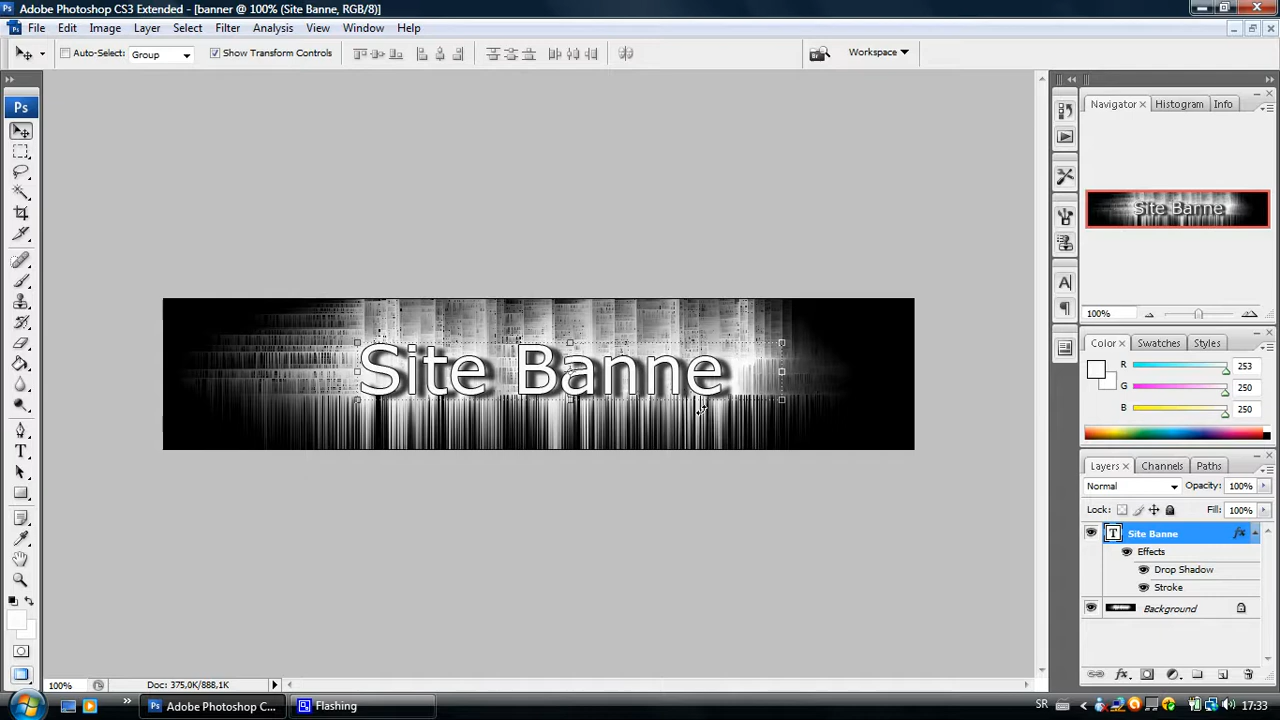 Adobe Photoshop CS3 Extended - [banner @ 100% (Site Banne, RGB/8)]
File Edit Image Layer Select Filter Analysis View Window Help
Auto-Select: Group Show Transform Controls Workspace
Ps
Navigator Histogram Info
Site Banne
100%
Color Swatches Styles
R 253
G 250
B 250
Site Banne
Layers Channels Paths
Normal Opacity: 100%
Lock: Fill: 100%
T Site Banne fx
Effects
Drop Shadow
Stroke
Background
100% Doc: 375,0K/888,1K
Ps Adobe Photoshop C... Flashing SR 17:33